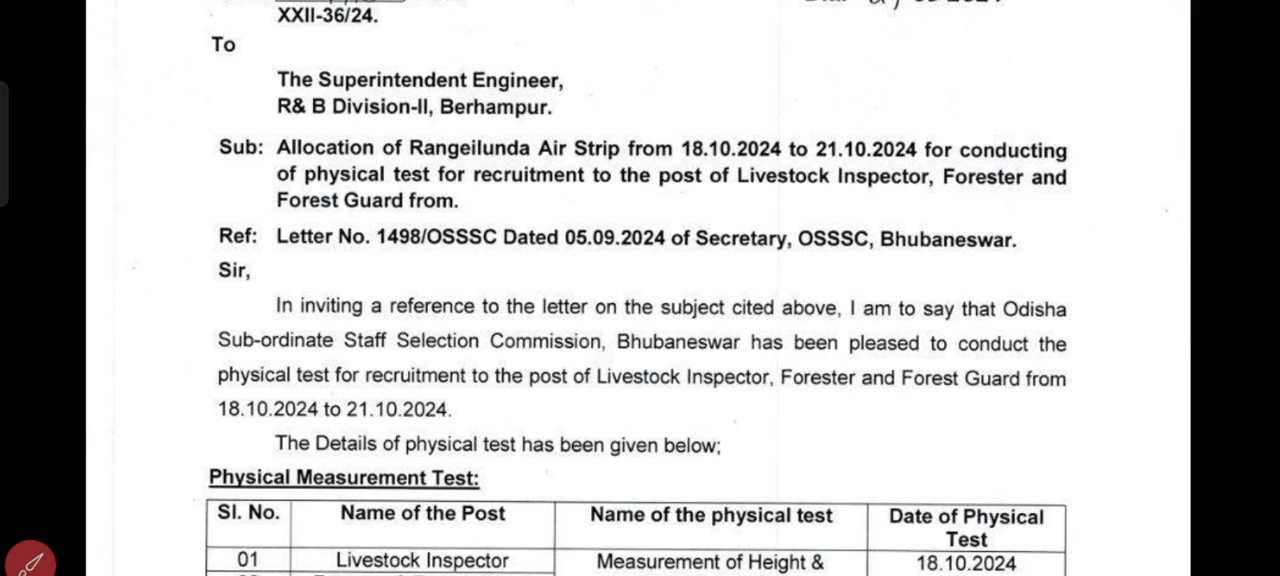 XXII-36/24.
To
The Superintendent Engineer,
R& B Division-II, Berhampur.
Sub: Allocation of Rangeilunda Air Strip from 18.10.2024 to 21.10.2024 for conducting
of physical test for recruitment to the post of Livestock Inspector, Forester and
Forest Guard from.
Ref: Letter No. 1498/OSSSC Dated 05.09.2024 of Secretary, OSSSC, Bhubaneswar.
Sir,
In inviting a reference to the letter on the subject cited above, I am to say that Odisha
Sub-ordinate Staff Selection Commission, Bhubaneswar has been pleased to conduct the
physical test for recruitment to the post of Livestock Inspector, Forester and Forest Guard from
18.10.2024 to 21.10.2024.
The Details of physical test has been given below;
Physical Measurement Test:
Sl. No. Name of the Post Name of the physical test Date of Physical
Test
01 Livestock Inspector Measurement of Height & 18.10.2024